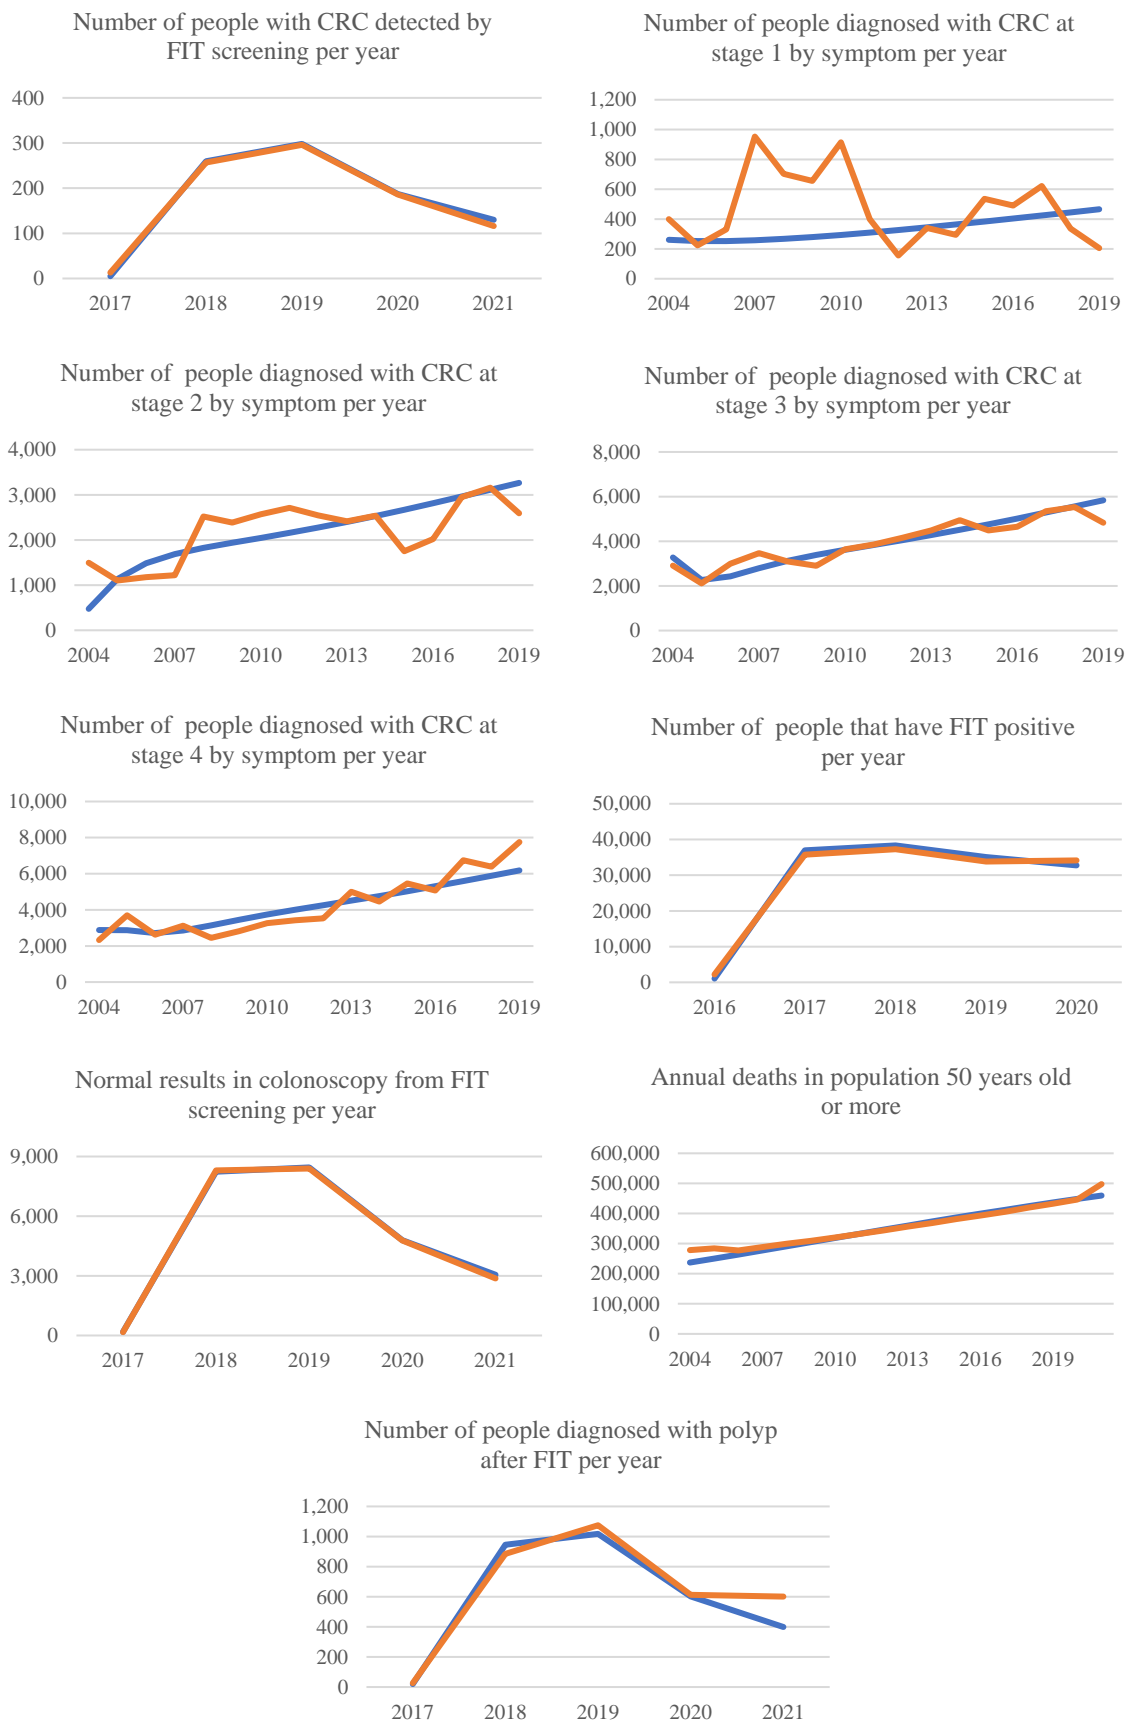 Number of people with CRC detected by
FIT screening per year
400
300
200
100
0
2017 2018 2019 2020 2021
Number of people diagnosed with CRC at
stage 1 by symptom per year
1,200
1,000
800
600
400
200
0
2004 2007 2010 2013 2016 2019
Number of people diagnosed with CRC at
stage 2 by symptom per year
4,000
3,000
2,000
1,000
0
2004 2007 2010 2013 2016 2019
Number of people diagnosed with CRC at
stage 3 by symptom per year
8,000
6,000
4,000
2,000
0
2004 2007 2010 2013 2016 2019
Number of people diagnosed with CRC at
stage 4 by symptom per year
10,000
8,000
6,000
4,000
2,000
0
2004 2007 2010 2013 2016 2019
Number of people that have FIT positive
per year
50,000
40,000
30,000
20,000
10,000
0
2016 2017 2018 2019 2020
Normal results in colonoscopy from FIT
screening per year
9,000
6,000
3,000
0
2017 2018 2019 2020 2021
Annual deaths in population 50 years old
or more
600,000
500,000
400,000
300,000
200,000
100,000
0
2004 2007 2010 2013 2016 2019
Number of people diagnosed with polyp
after FIT per year
1,200
1,000
800
600
400
200
0
2017 2018 2019 2020 2021